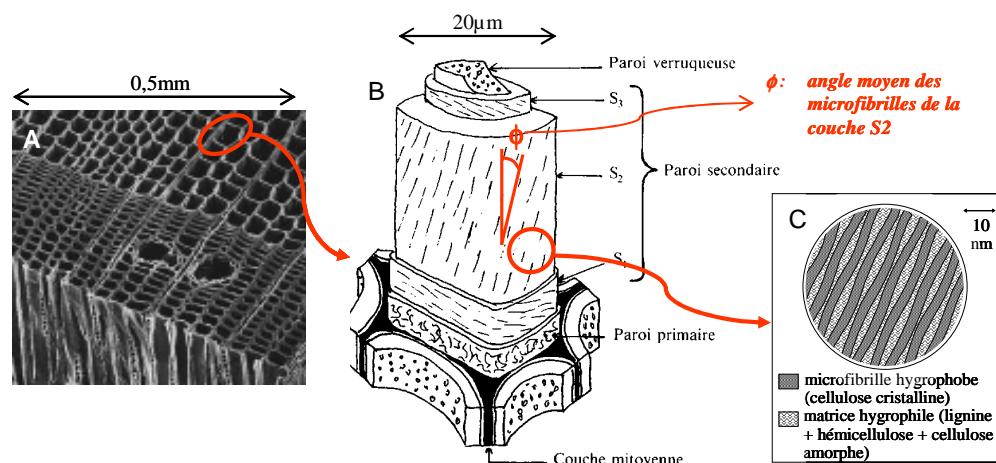 0,5mm
A
20µm
B
Paroi verruqueuse
S3
S2
Paroi secondaire
S1
Paroi primaire
Couche mitoyenne
ϕ : angle moyen des
microfibrilles de la
couche S2
ϕ
C
10
nm
microfibrille hygrophobe
(cellulose cristalline)
matrice hygrophile (lignine
+ hémicellulose + cellulose
amorphe)